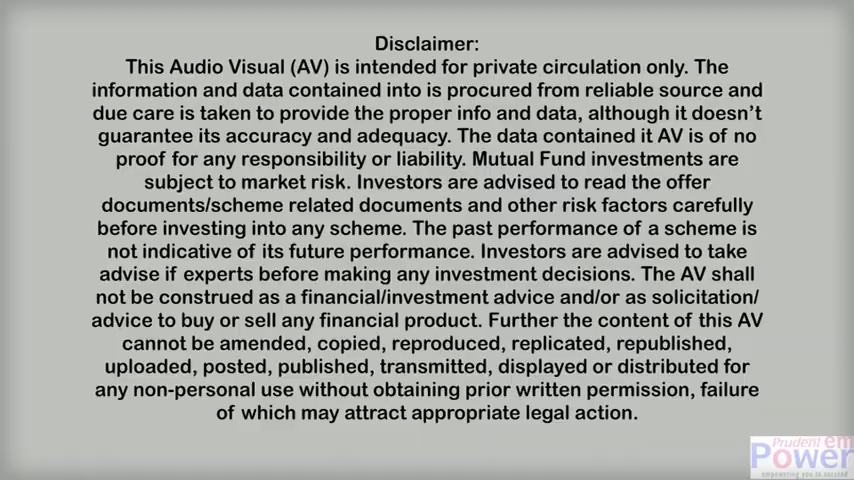 Disclaimer:
This Audio Visual (AV) is intended for private circulation only. The
information and data contained into is procured from reliable source and
due care is taken to provide the proper info and data, although it doesn't
guarantee its accuracy and adequacy. The data contained it AV is of no
proof for any responsibility or liability. Mutual Fund investments are
subject to market risk. Investors are advised to read the offer
documents/scheme related documents and other risk factors carefully
before investing into any scheme. The past performance of a scheme is
not indicative of its future performance. Investors are advised to take
advise if experts before making any investment decisions. The AV shall
not be construed as a financial/investment advice and/or as solicitation/
advice to buy or sell any financial product. Further the content of this AV
cannot be amended, copied, reproduced, replicated, republished,
uploaded, posted, published, transmitted, displayed or distributed for
any non-personal use without obtaining prior written permission, failure
of which may attract appropriate legal action.
Prudent em
Power
empowering you to succeed